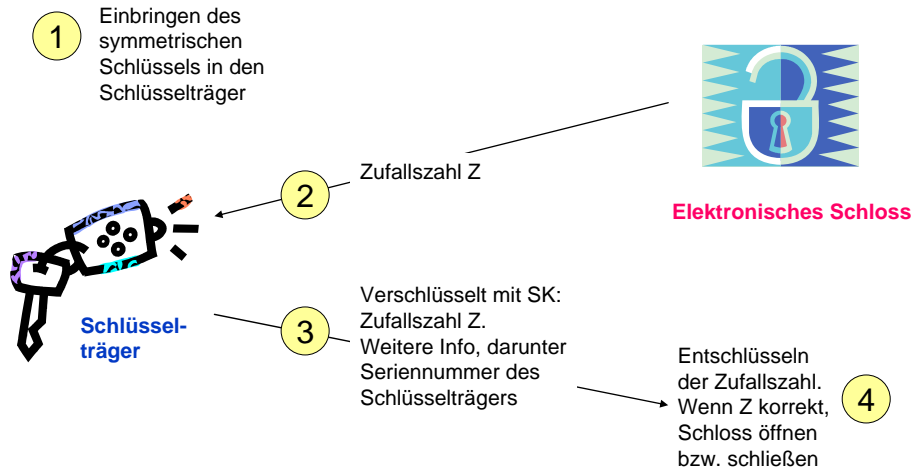 1
Einbringen des
symmetrischen
Schlüssels in den
Schlüsselträger
2
Zufallszahl Z
Elektronisches Schloss
Schlüssel-
träger
3
Verschlüsselt mit SK:
Zufallszahl Z.
Weitere Info, darunter
Seriennummer des
Schlüsselträgers
Entschlüsseln
der Zufallszahl.
Wenn Z korrekt,
Schloss öffnen
bzw. schließen
4